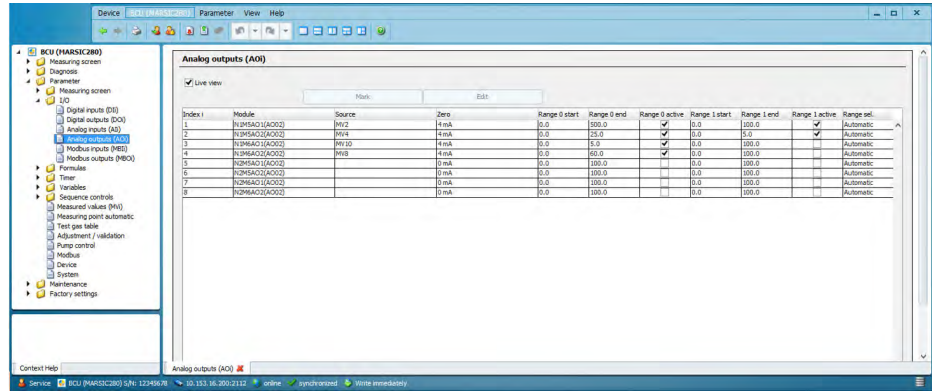 Device BCU (MARSIC280) Parameter View Help
BCU (MARSIC280)
Measuring screen
Diagnosis
Parameter
Measuring screen
I/O
Digital inputs (DIi)
Digital outputs (DOi)
Analog inputs (AIi)
Analog outputs (AOi)
Modbus inputs (MBIi)
Modbus outputs (MBOi)
Formulas
Timer
Variables
Sequence controls
Measured values (MVi)
Measuring point automatic
Test gas table
Adjustment / validation
Pump control
Modbus
Device
System
Maintenance
Factory settings
Context Help
Analog outputs (AOi)
Live view
Mark Edit
Index i Module Source Zero Range 0 start Range 0 end Range 0 active Range 1 start Range 1 end Range 1 active Range sel.
1 N1M5AO1(AO02) MV2 4 mA 0.0 500.0 0.0 100.0 Automatic
2 N1M5AO2(AO02) MV4 4 mA 0.0 25.0 0.0 5.0 Automatic
3 N1M6AO1(AO02) MV10 4 mA 0.0 5.0 0.0 100.0 Automatic
4 N1M6AO2(AO02) MV8 4 mA 0.0 60.0 0.0 100.0 Automatic
5 N2M5AO1(AO02) 0 mA 0.0 100.0 0.0 100.0 Automatic
6 N2M5AO2(AO02) 0 mA 0.0 100.0 0.0 100.0 Automatic
7 N2M6AO1(AO02) 0 mA 0.0 100.0 0.0 100.0 Automatic
8 N2M6AO2(AO02) 0 mA 0.0 100.0 0.0 100.0 Automatic
Analog outputs (AOi)
Service BCU (MARSIC280) S/N: 12345678 10.153.16.200:2112 online synchronized Write immediately